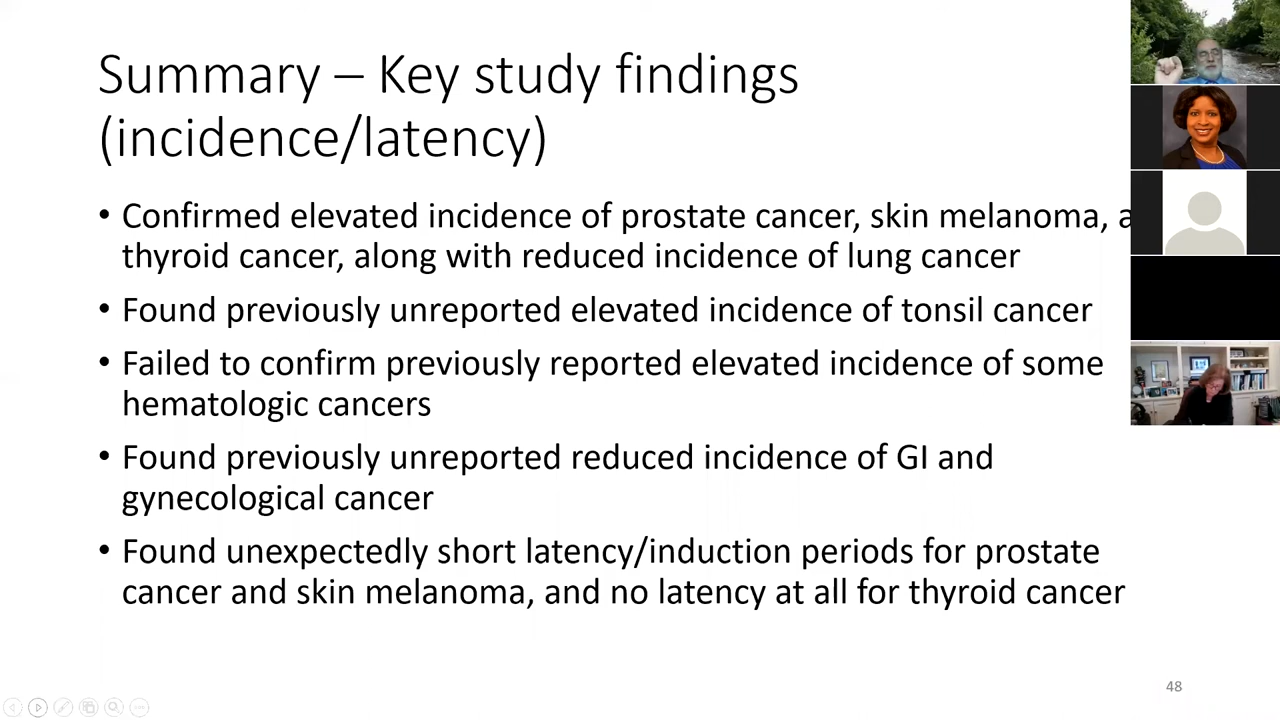 Summary – Key study findings
(incidence/latency)
• Confirmed elevated incidence of prostate cancer, skin melanoma,
thyroid cancer, along with reduced incidence of lung cancer
• Found previously unreported elevated incidence of tonsil cancer
• Failed to confirm previously reported elevated incidence of some
hematologic cancers
• Found previously unreported reduced incidence of GI and
gynecological cancer
• Found unexpectedly short latency/induction periods for prostate
cancer and skin melanoma, and no latency at all for thyroid cancer
48